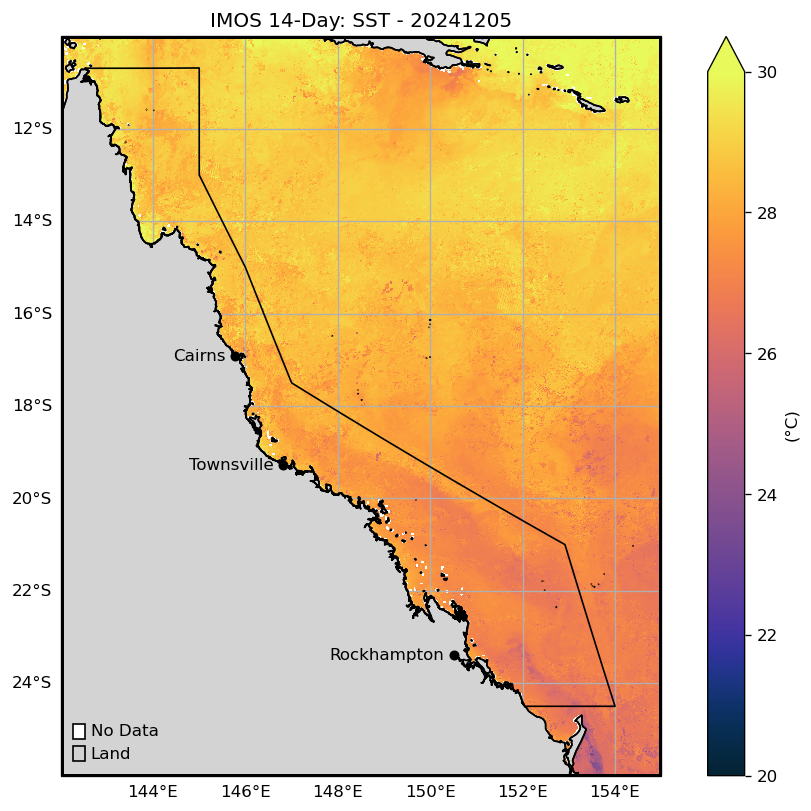 IMOS 14-Day: SST - 20241205
12°S
14°S
16°S
18°S
20°S
22°S
24°S
Cairns
Townsville
Rockhampton
No Data
Land
144°E 146°E 148°E 150°E 152°E 154°E
30
28
26
24
22
20
(°C)